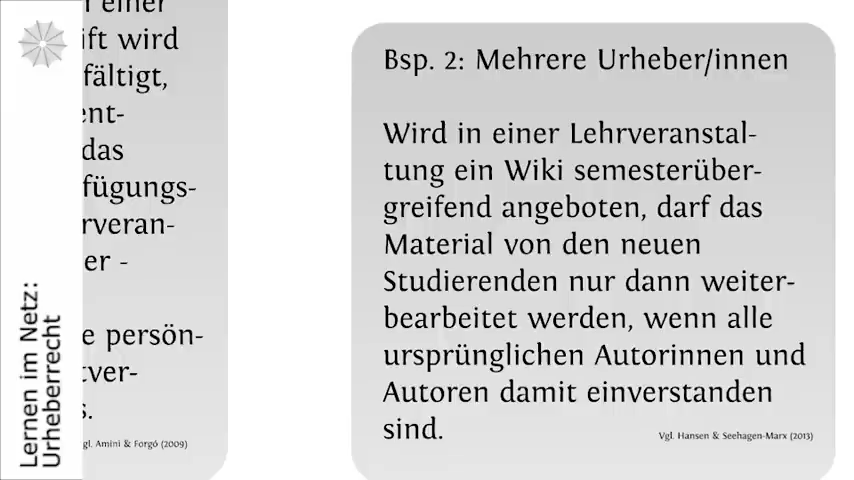 Lernen im Netz:
Urheberrecht
einer
ift wird
fältigt,
ent-
das
fügungs-
rveran-
er -
e persön-
tver-
s.
gl. Amini & Forgó (2009)
Bsp. 2: Mehrere Urheber/innen
Wird in einer Lehrveranstal-
tung ein Wiki semesterüber-
greifend angeboten, darf das
Material von den neuen
Studierenden nur dann weiter-
bearbeitet werden, wenn alle
ursprünglichen Autorinnen und
Autoren damit einverstanden
sind.
Vgl. Hansen & Seehagen-Marx (2013)